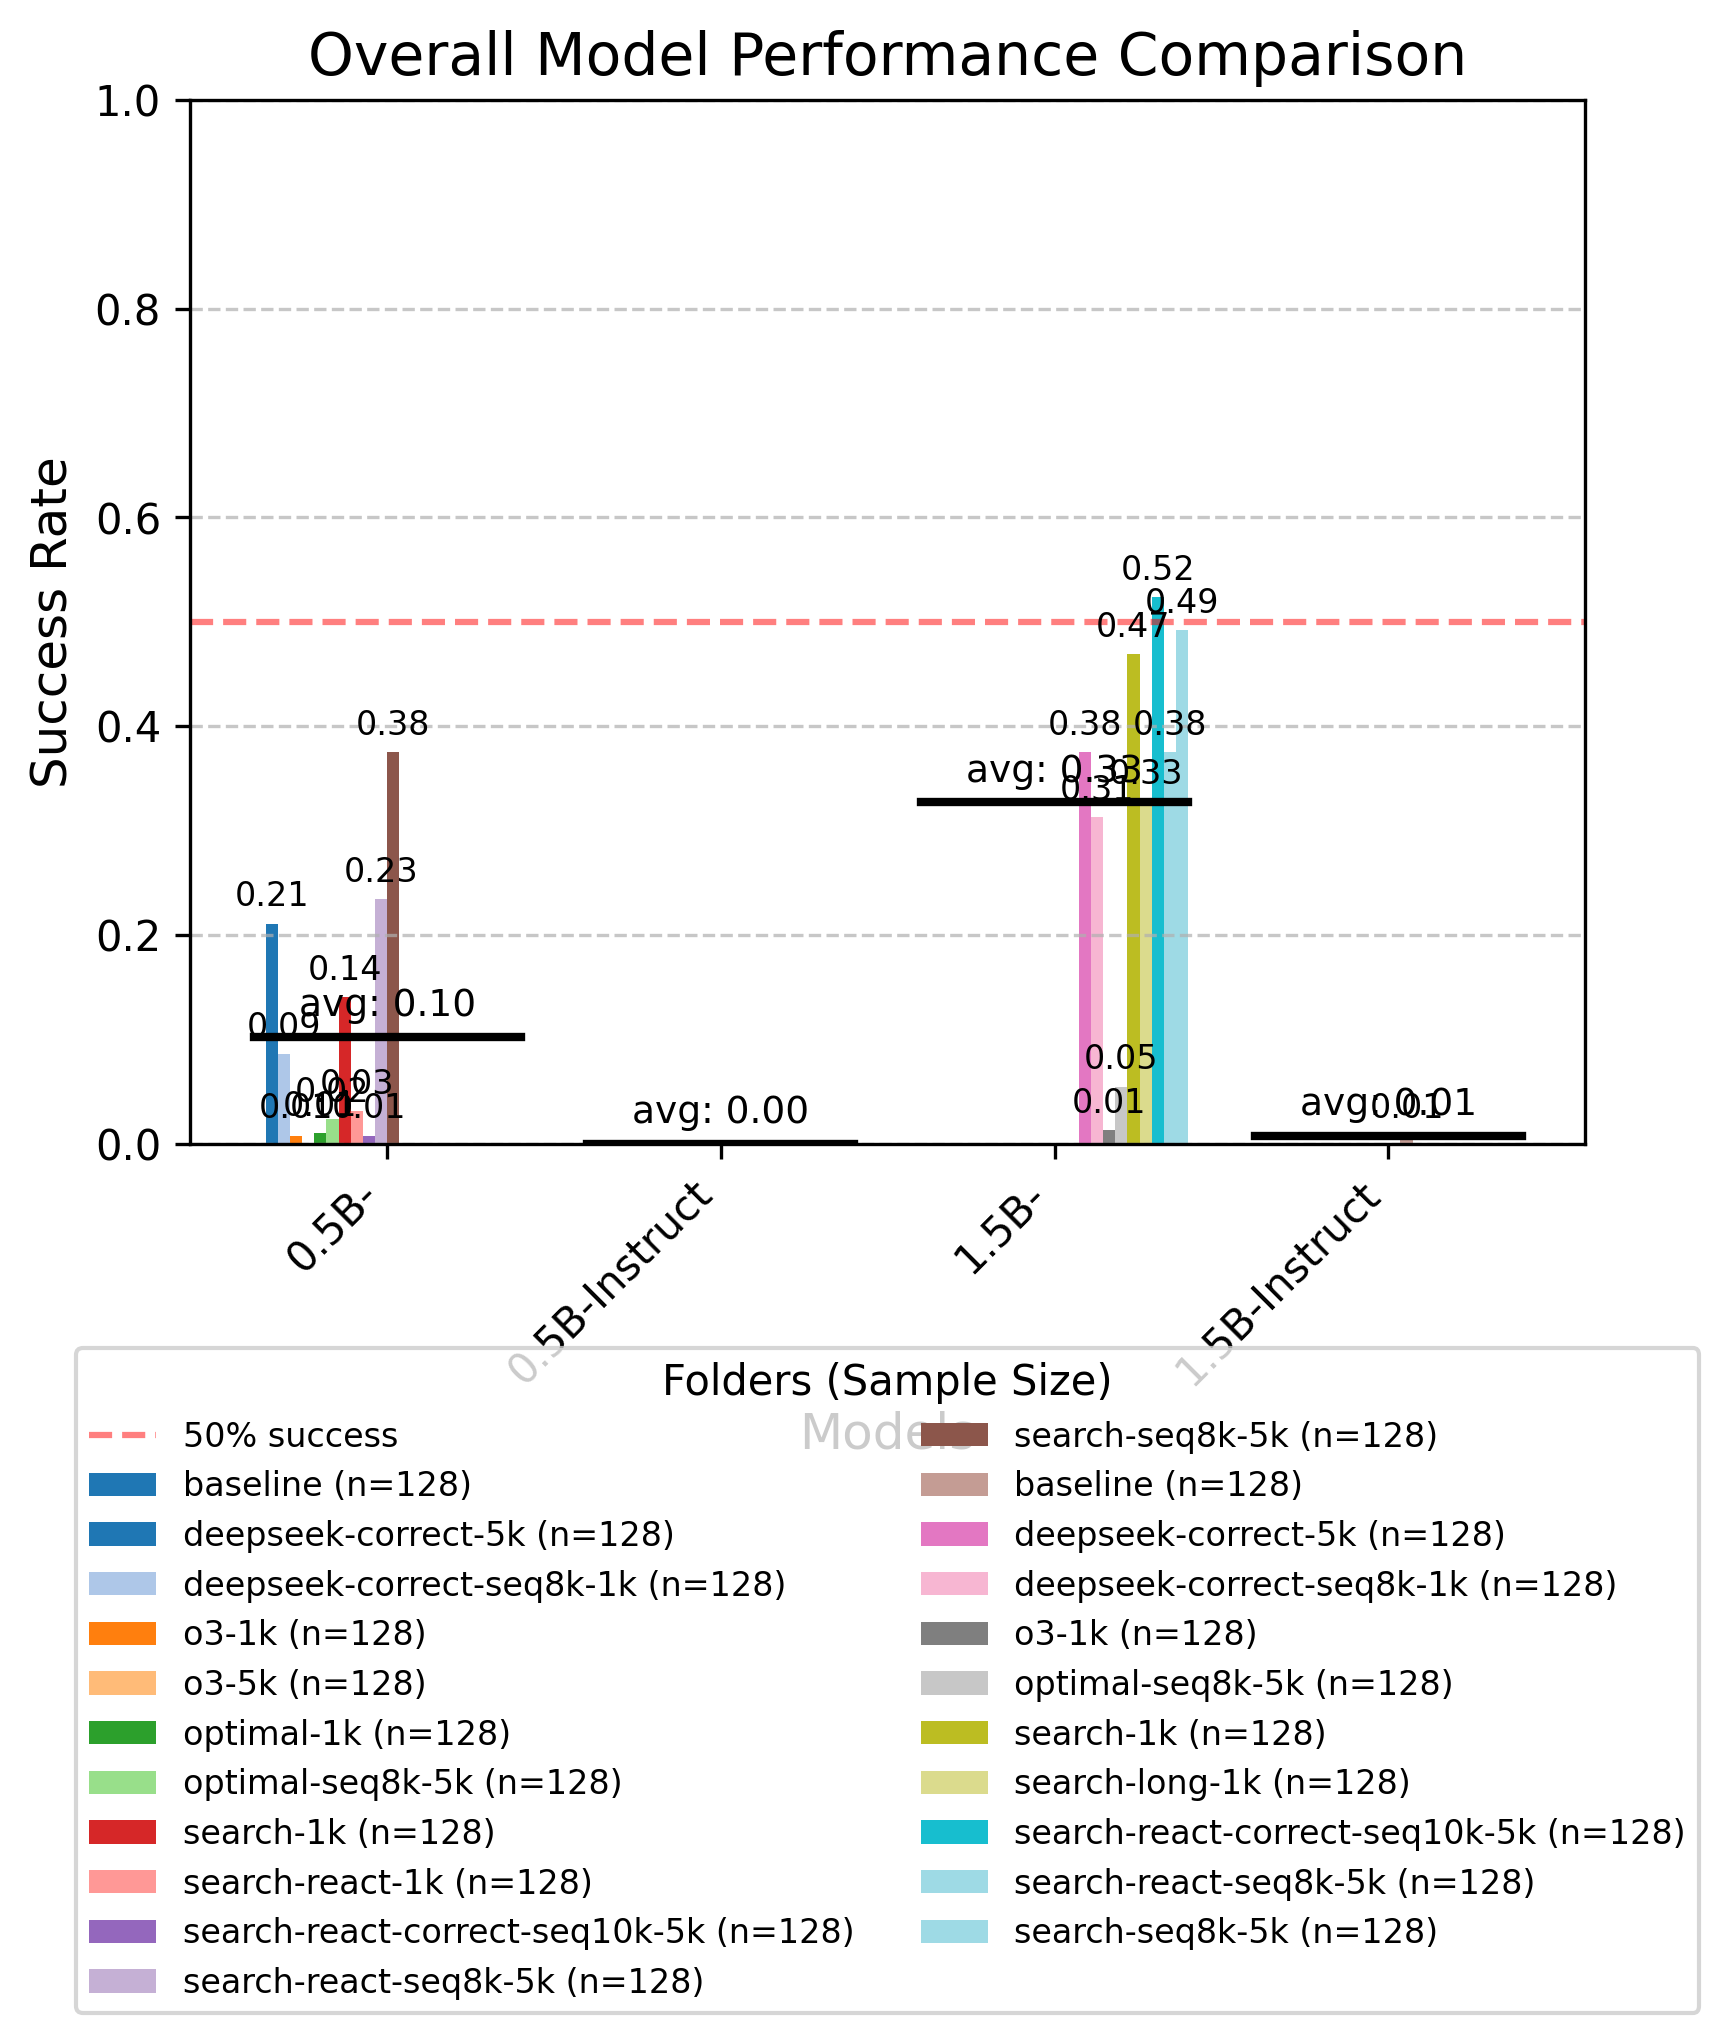 Overall Model Performance Comparison
1.0
0.8
0.6
0.4
0.2
0.0
Success Rate
0.21
0.09
0.01
0.01
0.02
0.14
0.03
0.01
0.23
0.38
avg: 0.10
avg: 0.00
0.38
0.31
0.01
0.05
0.47
0.33
0.52
0.38
0.49
avg: 0.33
0.01
avg: 0.01
0.5B-
0.5B-Instruct
1.5B-
1.5B-Instruct
Models
Folders (Sample Size)
50% success
baseline (n=128)
deepseek-correct-5k (n=128)
deepseek-correct-seq8k-1k (n=128)
o3-1k (n=128)
o3-5k (n=128)
optimal-1k (n=128)
optimal-seq8k-5k (n=128)
search-1k (n=128)
search-react-1k (n=128)
search-react-correct-seq10k-5k (n=128)
search-react-seq8k-5k (n=128)
search-seq8k-5k (n=128)
baseline (n=128)
deepseek-correct-5k (n=128)
deepseek-correct-seq8k-1k (n=128)
o3-1k (n=128)
optimal-seq8k-5k (n=128)
search-1k (n=128)
search-long-1k (n=128)
search-react-correct-seq10k-5k (n=128)
search-react-seq8k-5k (n=128)
search-seq8k-5k (n=128)